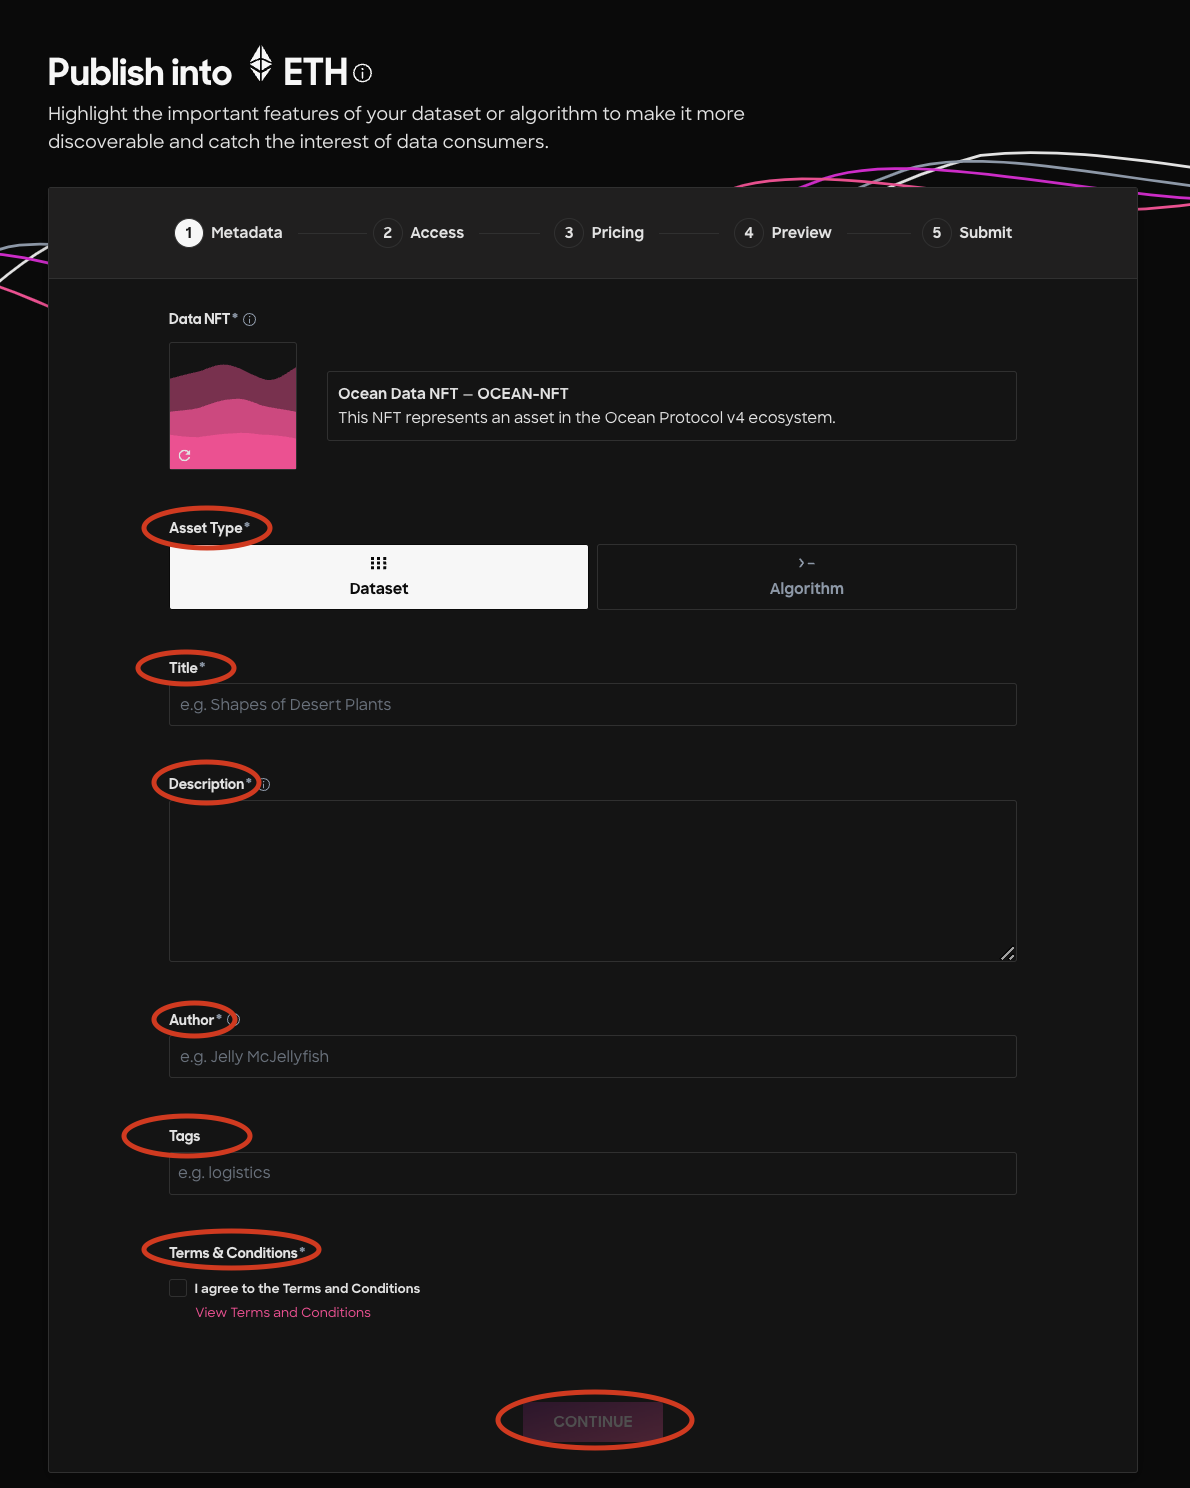 Publish into ETH
Highlight the important features of your dataset or algorithm to make it more
discoverable and catch the interest of data consumers.
1 Metadata 2 Access 3 Pricing 4 Preview 5 Submit
Data NFT*
Ocean Data NFT — OCEAN-NFT
This NFT represents an asset in the Ocean Protocol v4 ecosystem.
Asset Type*
Dataset Algorithm
Title*
e.g. Shapes of Desert Plants
Description*
Author*
e.g. Jelly McJellyfish
Tags
e.g. logistics
Terms & Conditions*
I agree to the Terms and Conditions
View Terms and Conditions
CONTINUE